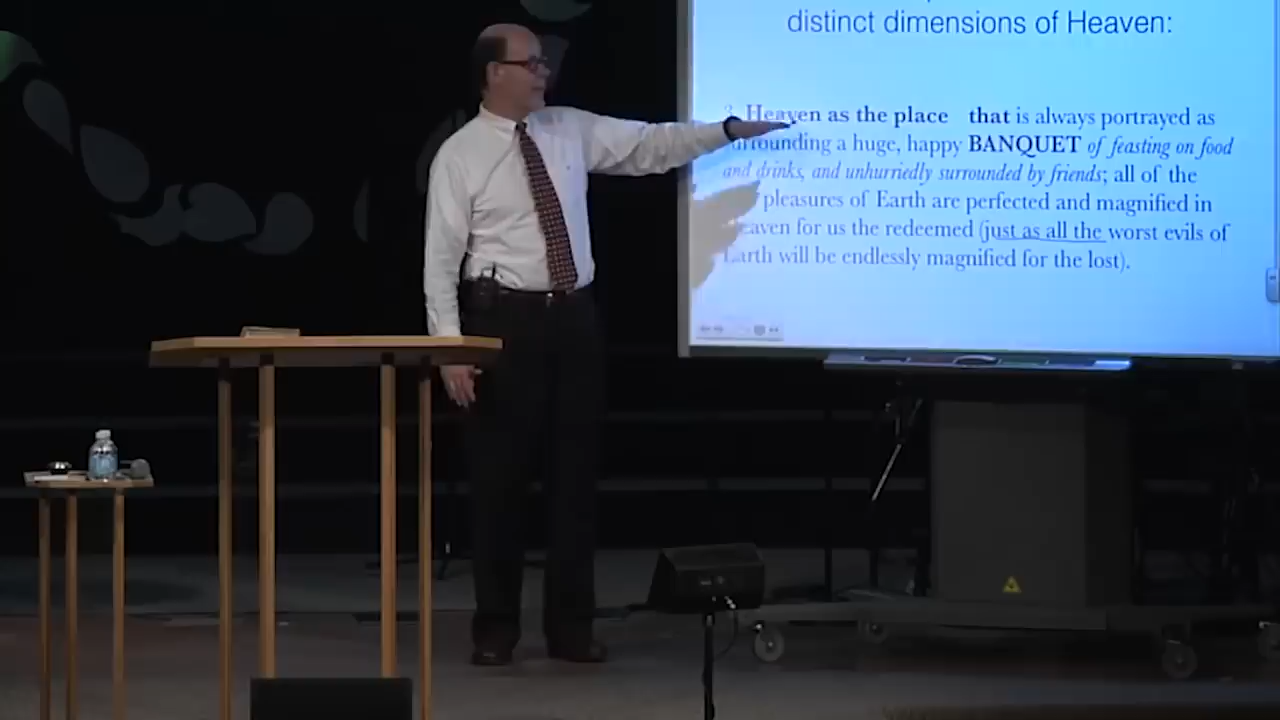 distinct dimensions of Heaven:
Heaven as the place that is always portrayed as
surrounding a huge, happy BANQUET of feasting on food
and drinks, and unhurriedly surrounded by friends; all of the
pleasures of Earth are perfected and magnified in
Heaven for us the redeemed (just as all the worst evils of
Earth will be endlessly magnified for the lost).